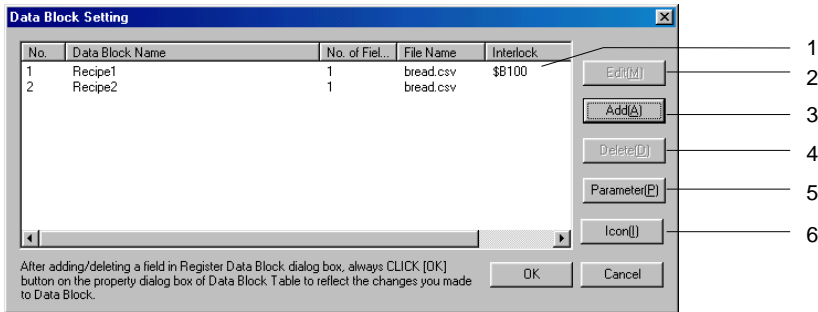 Data Block Setting
No. Data Block Name No. of Fiel... File Name Interlock
1 Recipe1 1 bread.csv $B100
2 Recipe2 1 bread.csv
1
Edit(M)
2
Add(A)
3
Delete(D)
4
Parameter(P)
5
Icon(I)
6
After adding/deleting a field in Register Data Block dialog box, always CLICK [OK]
button on the property dialog box of Data Block Table to reflect the changes you made
to Data Block.
OK
Cancel